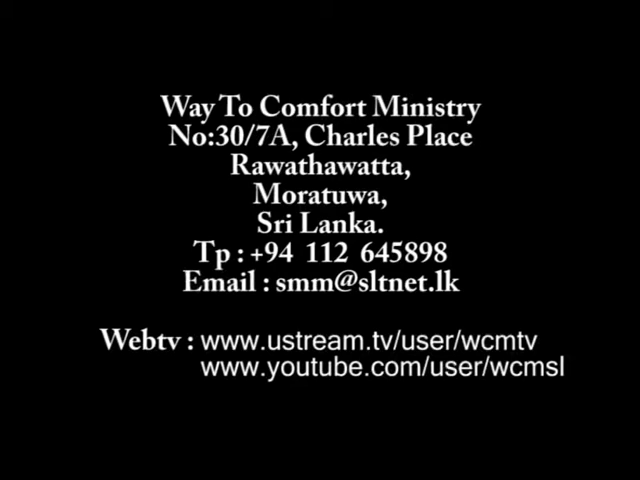 Way To Comfort Ministry
No:30/7A, Charles Place
Rawathawatta,
Moratuwa,
Sri Lanka.
Tp : +94 112 645898
Email : smm@sltnet.lk
Webtv : www.ustream.tv/user/wcmtv
www.youtube.com/user/wcmsl